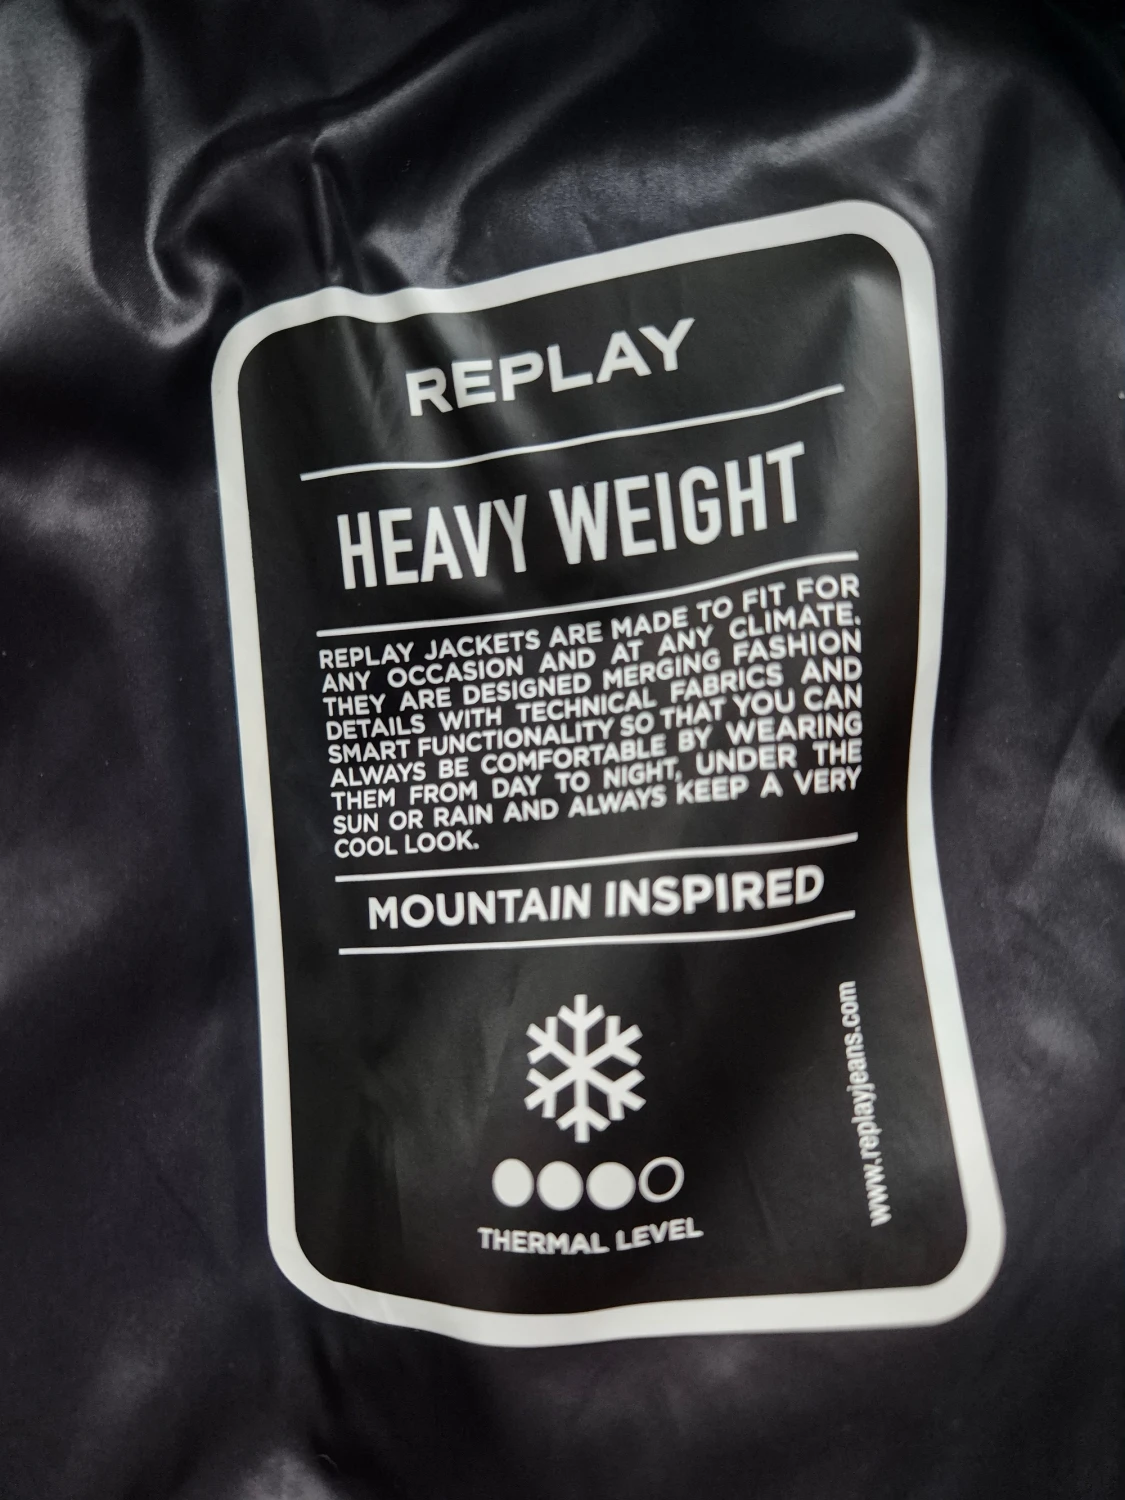 REPLAY
HEAVY WEIGHT
REPLAY JACKETS ARE MADE TO FIT FOR
ANY OCCASION AND AT ANY CLIMATE.
THEY ARE DESIGNED MERGING FASHION
DETAILS WITH TECHNICAL FABRICS AND
SMART FUNCTIONALITY SO THAT YOU CAN
ALWAYS BE COMFORTABLE BY WEARING
THEM FROM DAY TO NIGHT, UNDER THE
SUN OR RAIN AND ALWAYS KEEP A VERY
COOL LOOK.
MOUNTAIN INSPIRED
THERMAL LEVEL
www.replayjeans.com